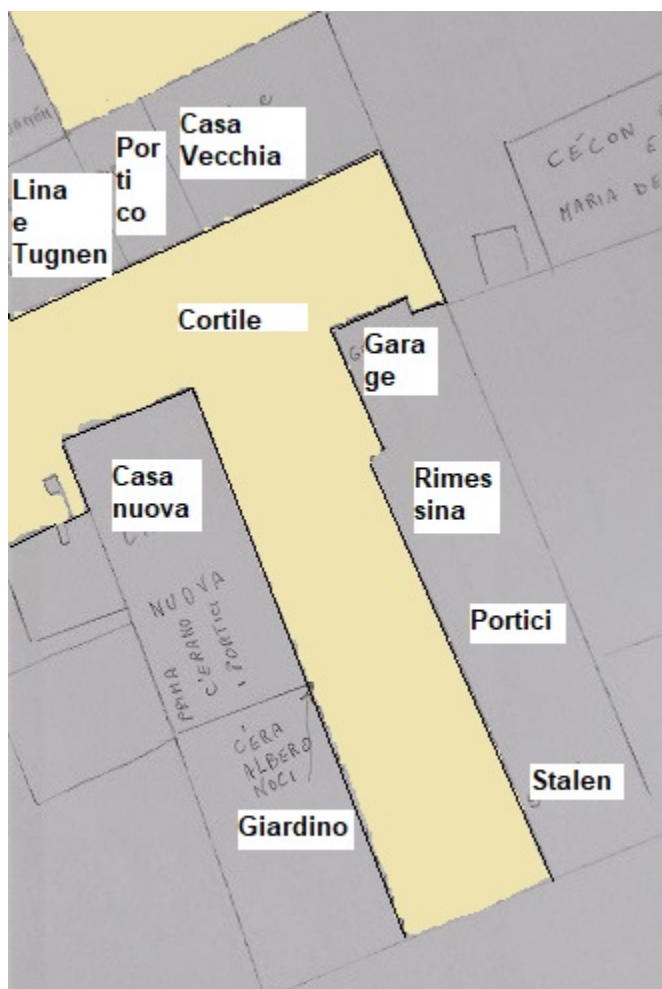 Casa
Vecchia
Por
ti
co
Lina
e
Tugnen
CÉCON
E
MARIA DE
Cortile
Gara
ge
Casa
nuova
Rimes
sina
NUOVA
PRIMA
C'ERANO
I PORTICI
Portici
C'ERA
ALBERO
NOCI
Stalen
Giardino